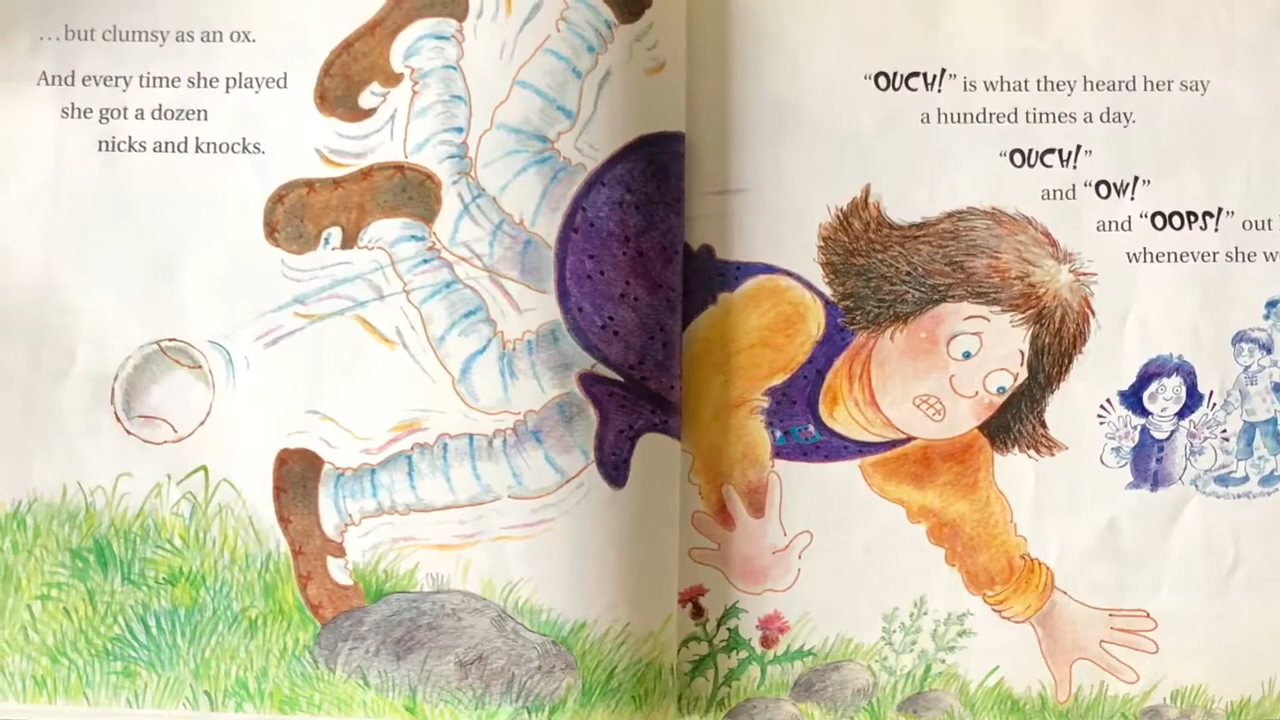 ...but clumsy as an ox.
And every time she played
she got a dozen
nicks and knocks.
“OUCH!” is what they heard her say
a hundred times a day.
“OUCH!”
and “OW!”
and “OOPS!” out
whenever she